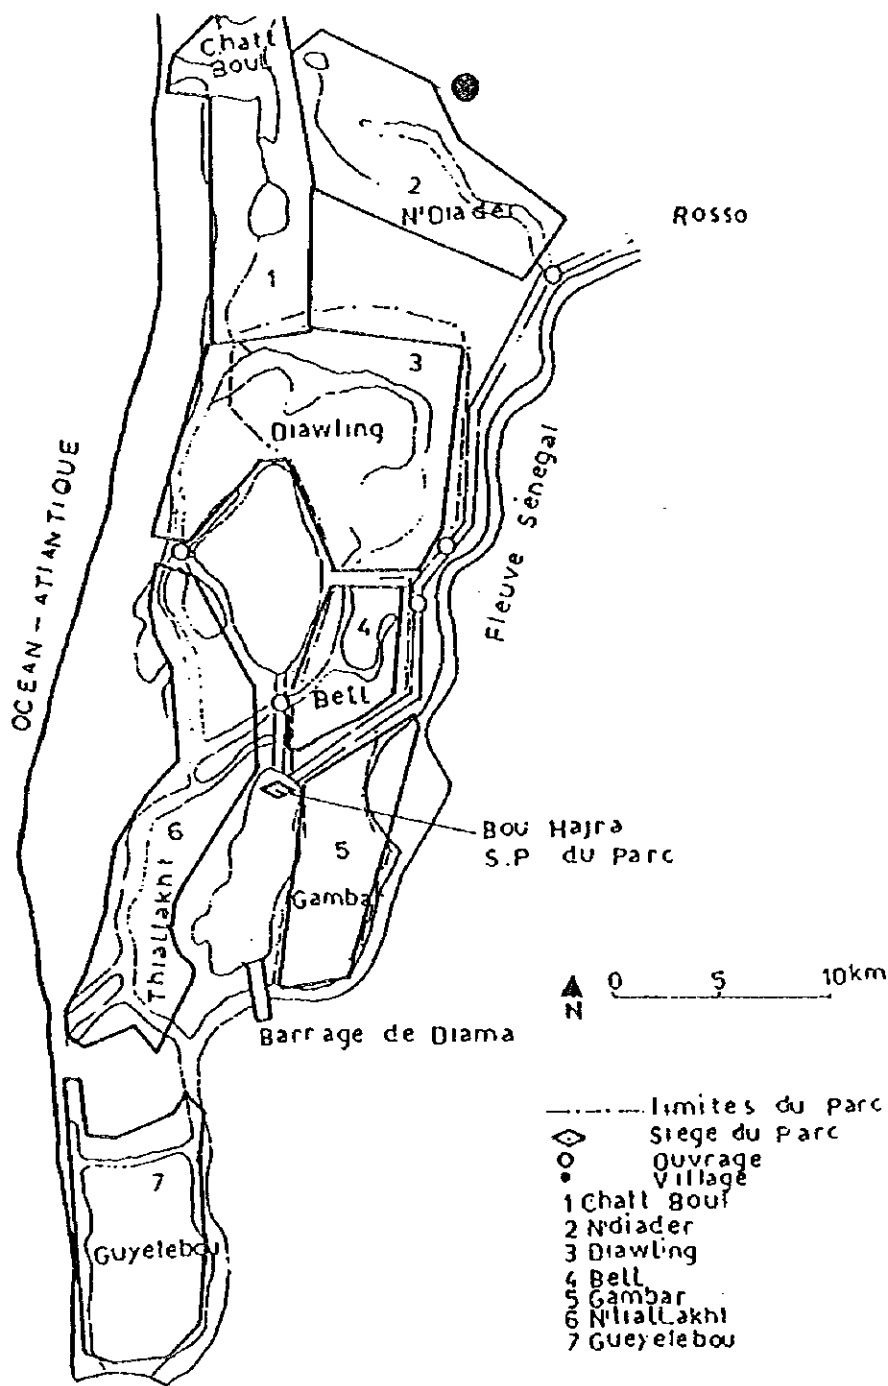 Chatt
Boul
2
N'Diader
ROSSO
1
3
Diawling
OCEAN-ATLANTIQUE
Fleuve Sénegal
4
Bell
6
Thiallakht
5
Gambar
Bou Hajra
S.P du Parc
N
0 5 10km
Barrage de Diama
limites du Parc
Siege du Parc
Ouvrage
Village
1 Chatt Boul
2 N'diader
3 Diawling
4 Bell
5 Gambar
6 N'tiallakht
7 Gueyelebou
7
Guyelebou